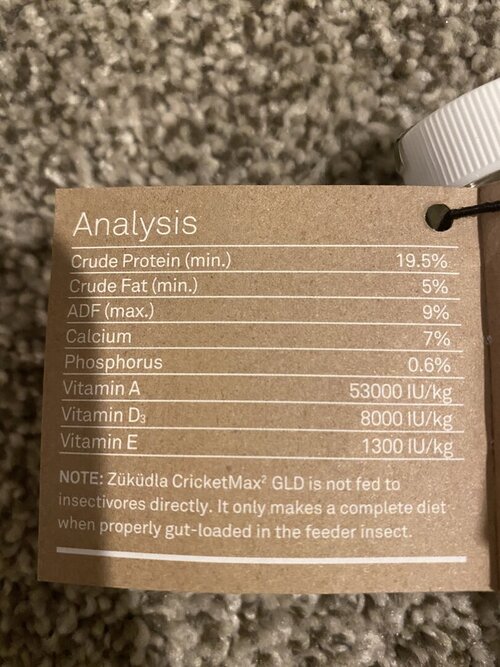 Analysis
Crude Protein (min.) 19.5%
Crude Fat (min.) 5%
ADF (max.) 9%
Calcium 7%
Phosphorus 0.6%
Vitamin A 53000 IU/kg
Vitamin D₃ 8000 IU/kg
Vitamin E 1300 IU/kg
NOTE: Zükūdla CricketMax² GLD is not fed to
insectivores directly. It only makes a complete diet
when properly gut-loaded in the feeder insect.